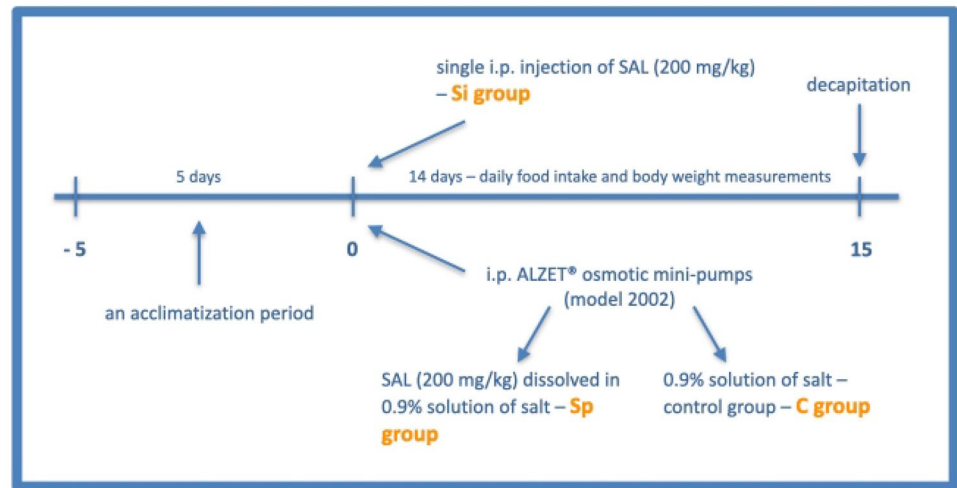 single i.p. injection of SAL (200 mg/kg)
– Si group
decapitation
5 days
14 days – daily food intake and body weight measurements
- 5
0
15
i.p. ALZET® osmotic mini-pumps
(model 2002)
an acclimatization period
SAL (200 mg/kg) dissolved in
0.9% solution of salt – Sp
group
0.9% solution of salt –
control group – C group